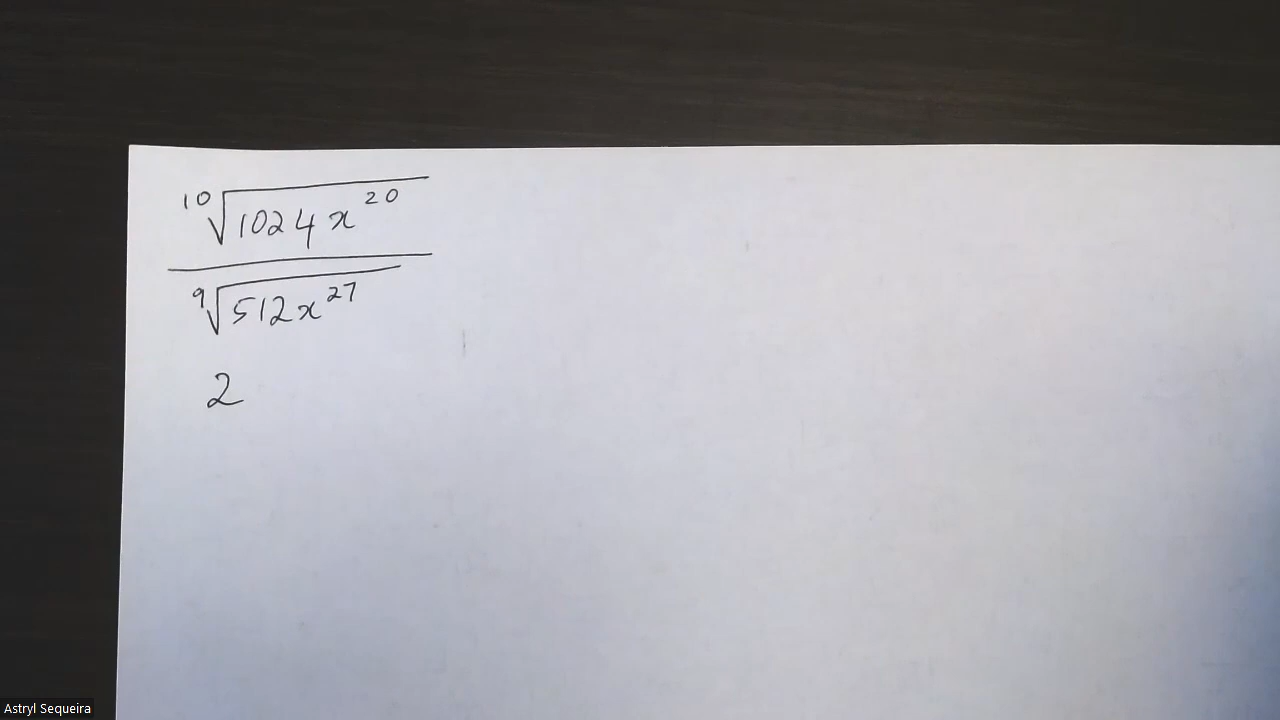 ¹⁰√1024x²⁰
⁹√512x²⁷
2
Astryl Sequeira